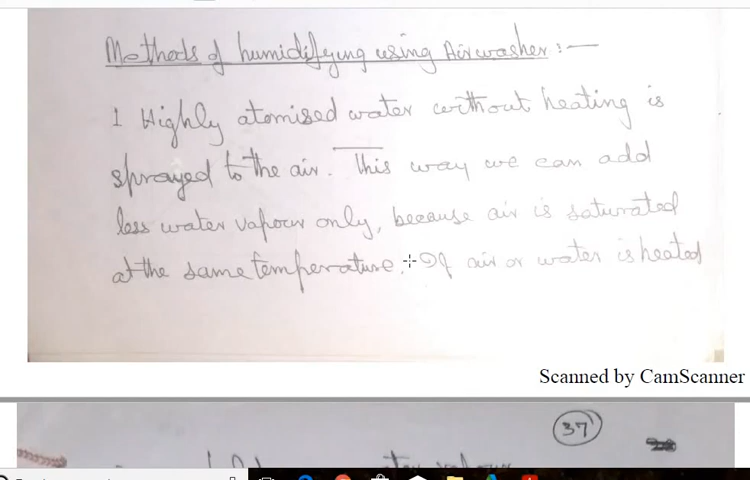 Methods of humidifying using Airwasher:—
1 Highly atomised water without heating is
sprayed to the air. This way we can add
less water vapour only, because air is saturated
at the same temperature. If air or water is heated
Scanned by CamScanner
37